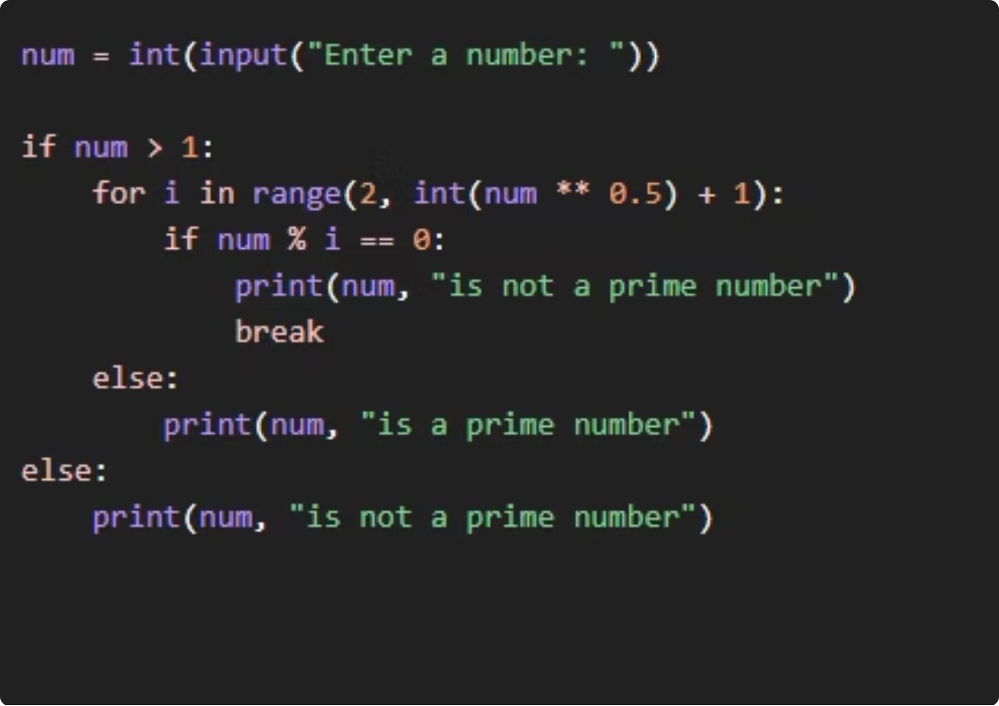 num = int(input("Enter a number: "))
if num > 1:
    for i in range(2, int(num ** 0.5) + 1):
        if num % i == 0:
            print(num, "is not a prime number")
            break
    else:
        print(num, "is a prime number")
else:
    print(num, "is not a prime number")